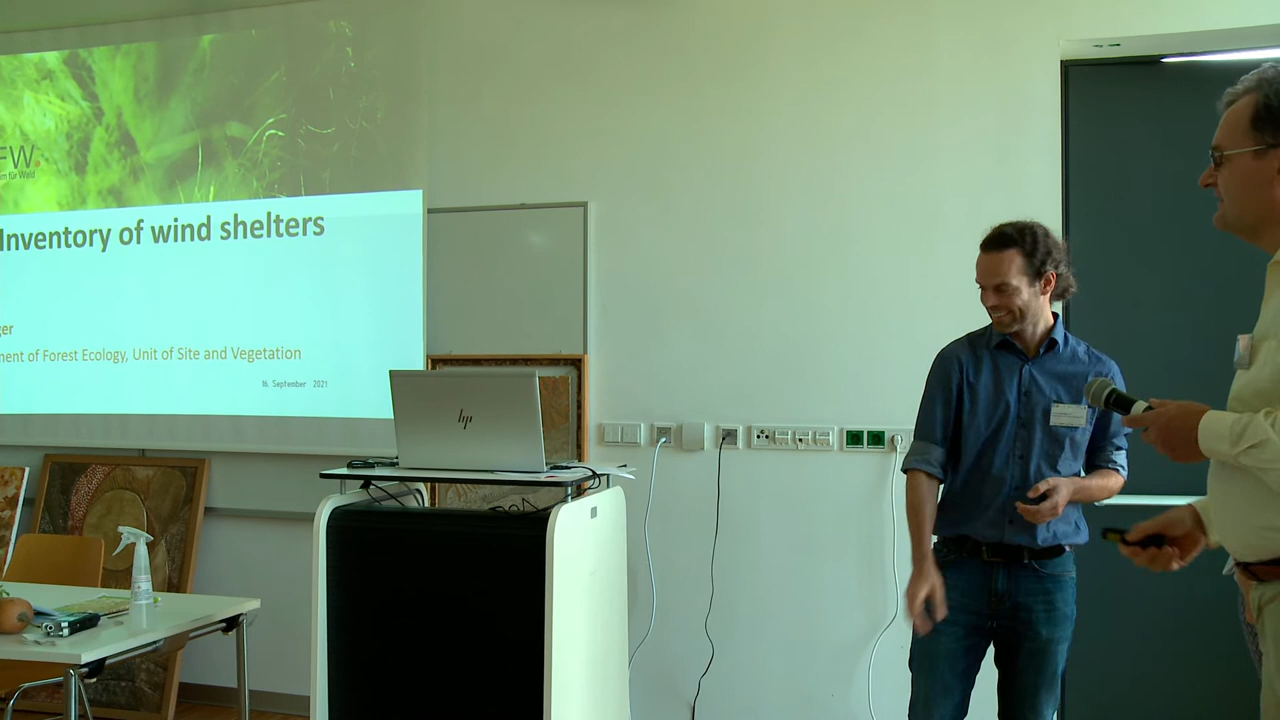 FW.
Inventory of wind shelters
ger
ment of Forest Ecology, Unit of Site and Vegetation
16. September 2021
hp